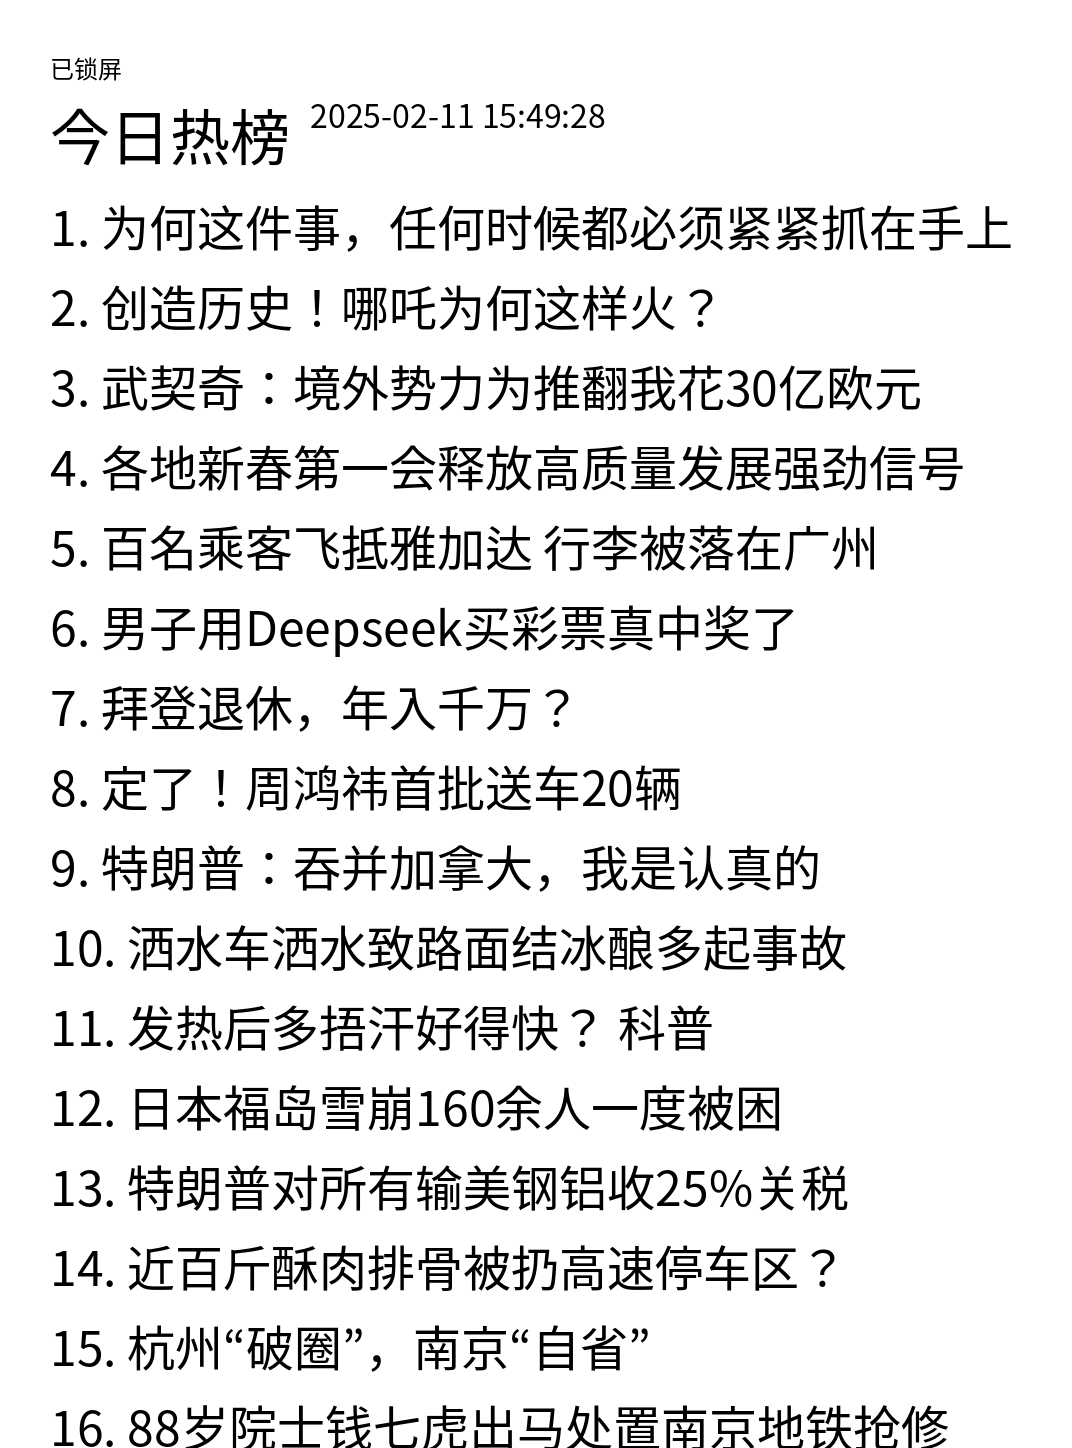 已锁屏
今日热榜 2025-02-11 15:49:28
1. 为何这件事，任何时候都必须紧紧抓在手上
2. 创造历史！哪吒为何这样火？
3. 武契奇：境外势力为推翻我花30亿欧元
4. 各地新春第一会释放高质量发展强劲信号
5. 百名乘客飞抵雅加达 行李被落在广州
6. 男子用Deepseek买彩票真中奖了
7. 拜登退休，年入千万？
8. 定了！周鸿祎首批送车20辆
9. 特朗普：吞并加拿大，我是认真的
10. 洒水车洒水致路面结冰酿多起事故
11. 发热后多捂汗好得快？ 科普
12. 日本福岛雪崩160余人一度被困
13. 特朗普对所有输美钢铝收25%关税
14. 近百斤酥肉排骨被扔高速停车区？
15. 杭州“破圈”，南京“自省”
16. 88岁院士钱七虎出马处置南京地铁抢修